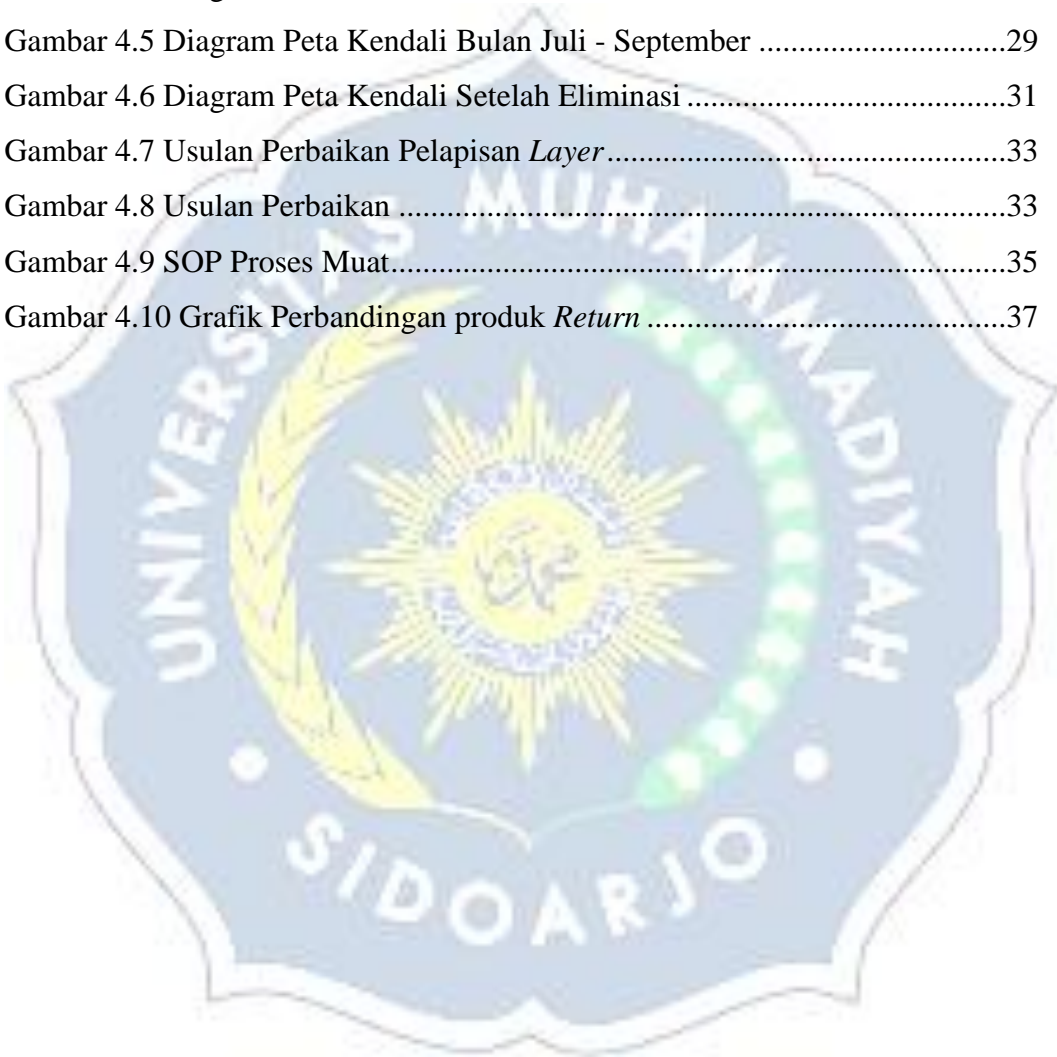 Gambar 4.5 Diagram Peta Kendali Bulan Juli - September ...................................29
Gambar 4.6 Diagram Peta Kendali Setelah Eliminasi .............................................31
Gambar 4.7 Usulan Perbaikan Pelapisan Layer.......................................................33
Gambar 4.8 Usulan Perbaikan .................................................................................33
Gambar 4.9 SOP Proses Muat..................................................................................35
Gambar 4.10 Grafik Perbandingan produk Return ..................................................37
UNIVERSITAS MUHAMMADIYAH
SIDOARJO